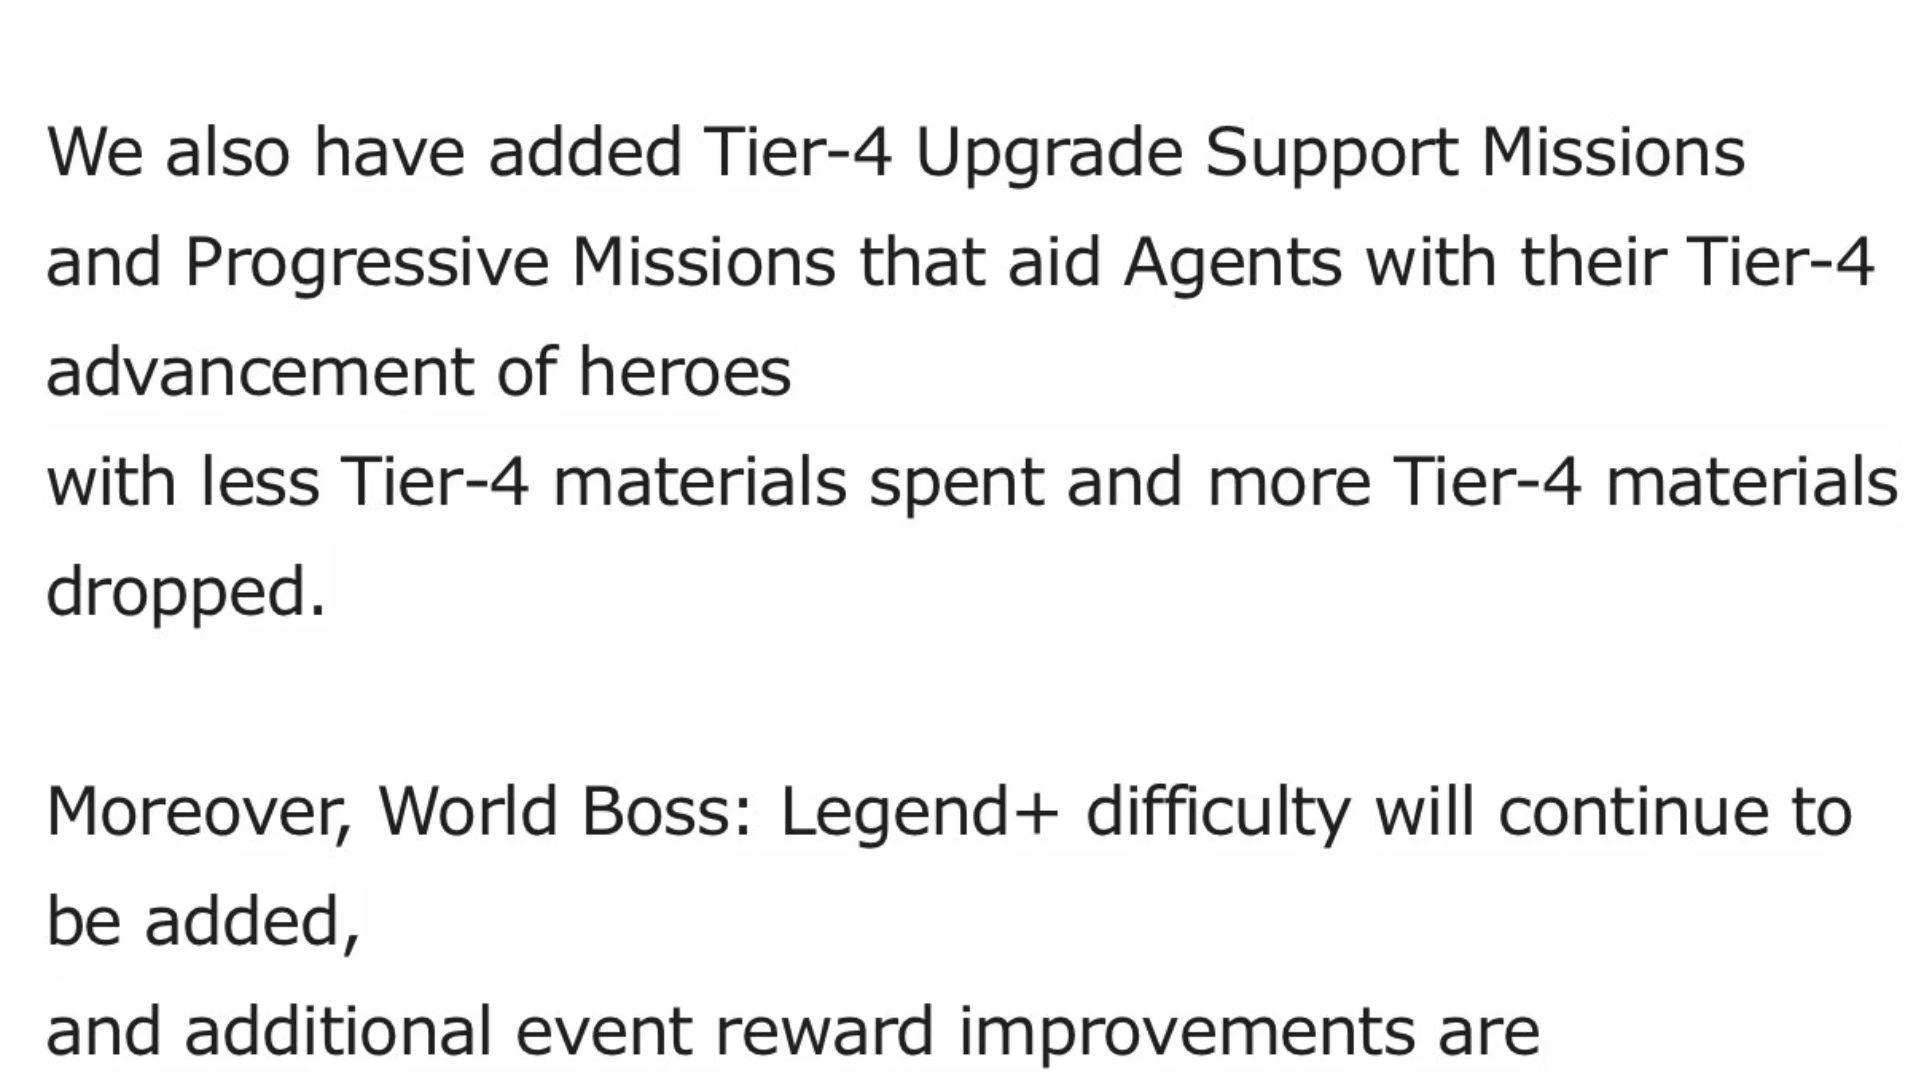 We also have added Tier-4 Upgrade Support Missions
and Progressive Missions that aid Agents with their Tier-4
advancement of heroes
with less Tier-4 materials spent and more Tier-4 materials
dropped.
Moreover, World Boss: Legend+ difficulty will continue to
be added,
and additional event reward improvements are